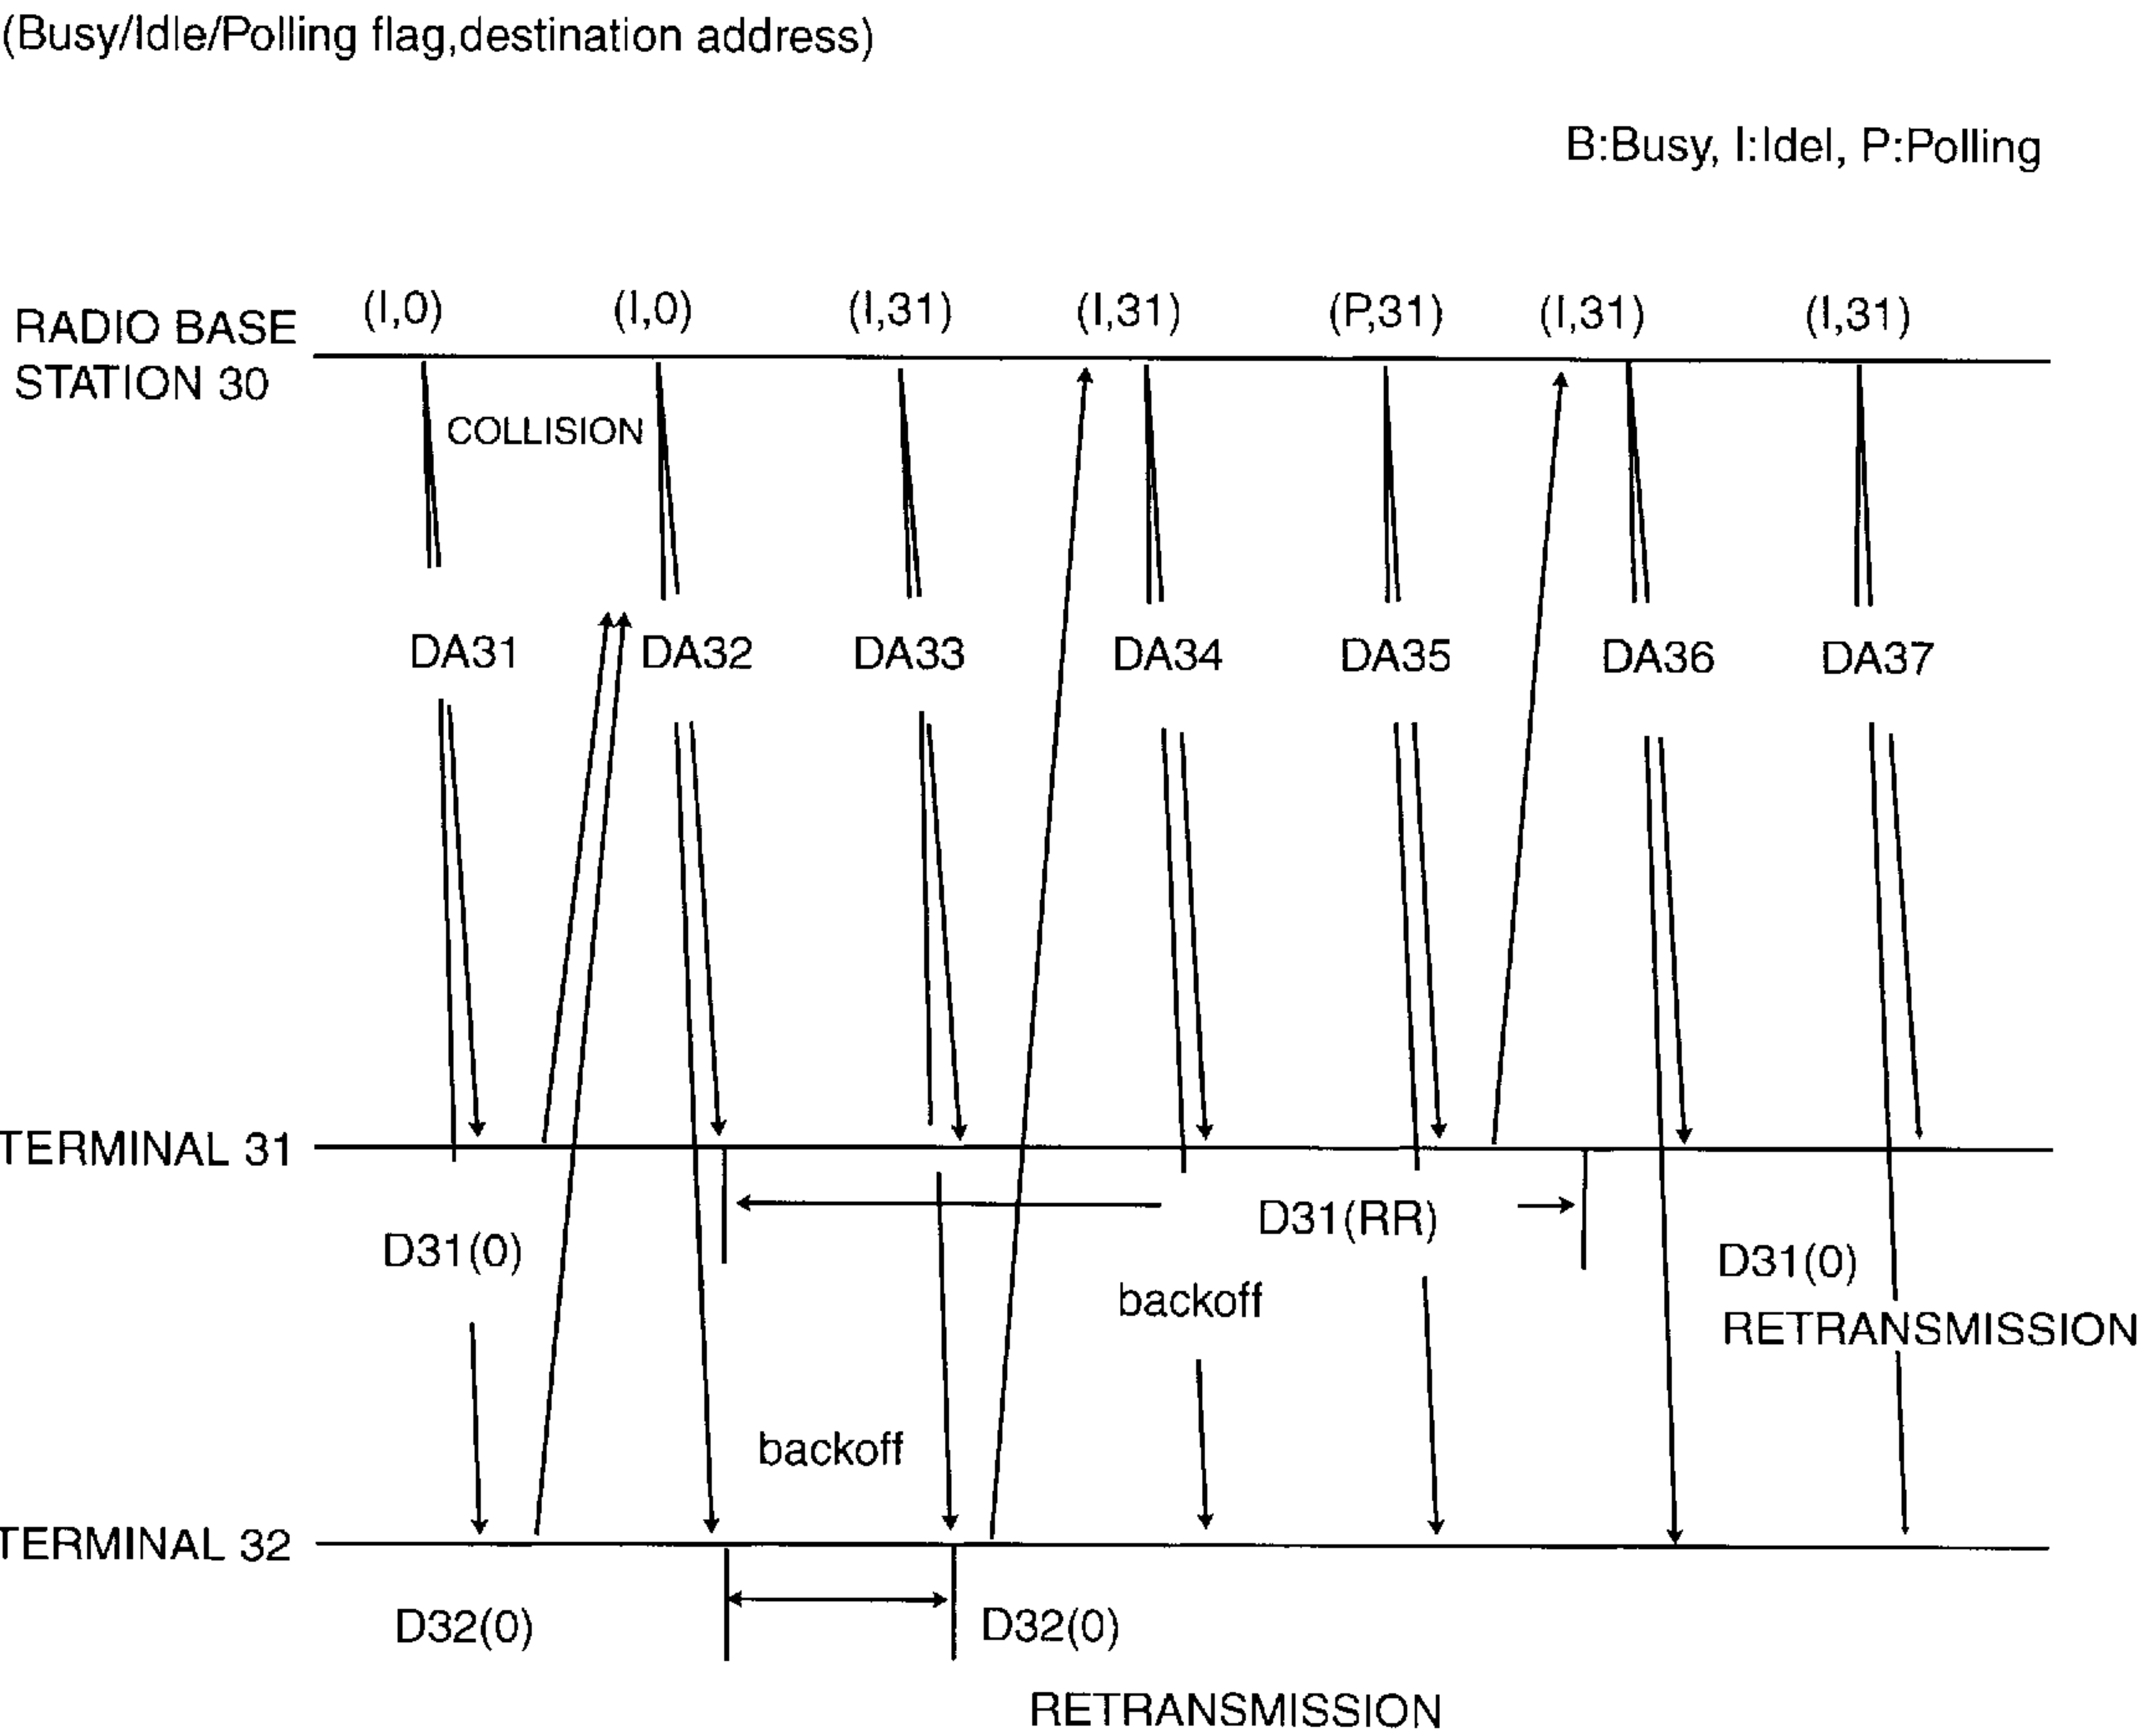 (Busy/Idle/Polling flag,destination address)
B:Busy, I:Idel, P:Polling
(I,0) (I,0) (I,31) (I,31) (P,31) (I,31) (I,31)
RADIO BASE
STATION 30
COLLISION
DA31 DA32 DA33 DA34 DA35 DA36 DA37
TERMINAL 31
D31(RR)
D31(0) D31(0)
backoff
RETRANSMISSION
backoff
TERMINAL 32
D32(0) D32(0)
RETRANSMISSION